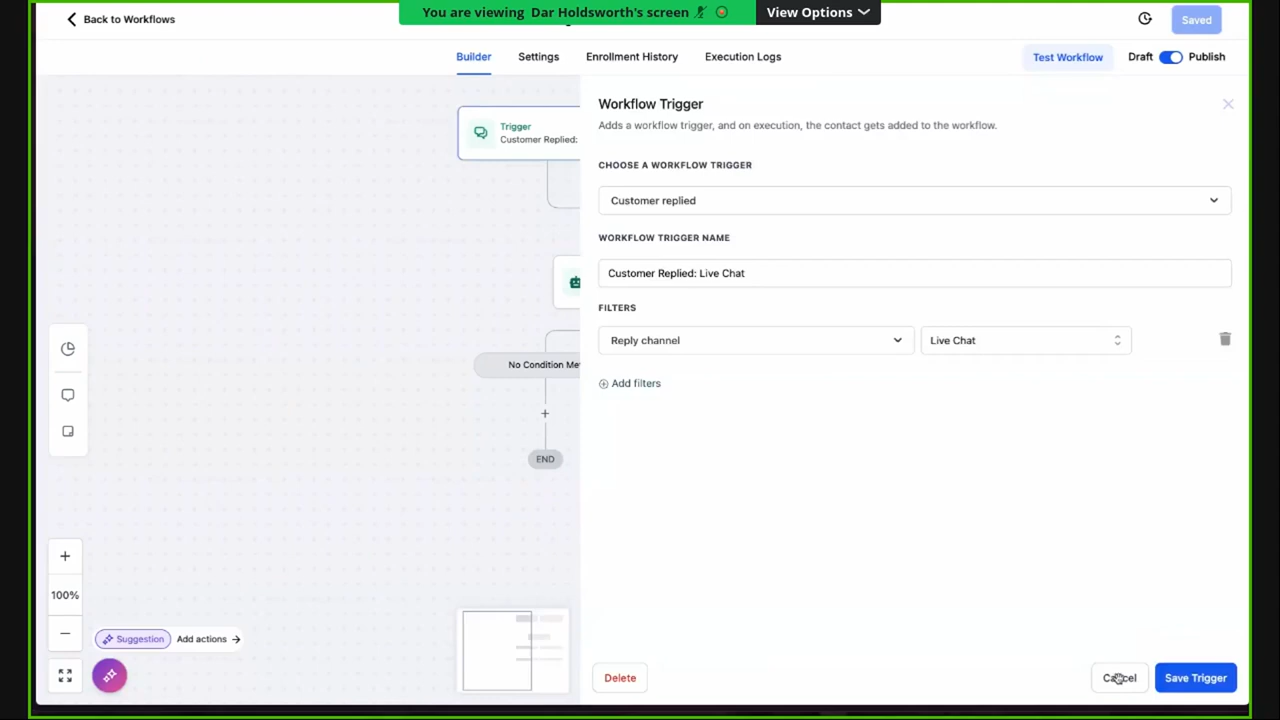 You are viewing Dar Holdsworth's screen
View Options
Back to Workflows
Saved
Builder
Settings
Enrollment History
Execution Logs
Test Workflow
Draft
Publish
Trigger
Customer Replied:
No Condition Me
END
100%
Suggestion
Add actions
Workflow Trigger
Adds a workflow trigger, and on execution, the contact gets added to the workflow.
CHOOSE A WORKFLOW TRIGGER
Customer replied
WORKFLOW TRIGGER NAME
Customer Replied: Live Chat
FILTERS
Reply channel
Live Chat
Add filters
Delete
Cancel
Save Trigger